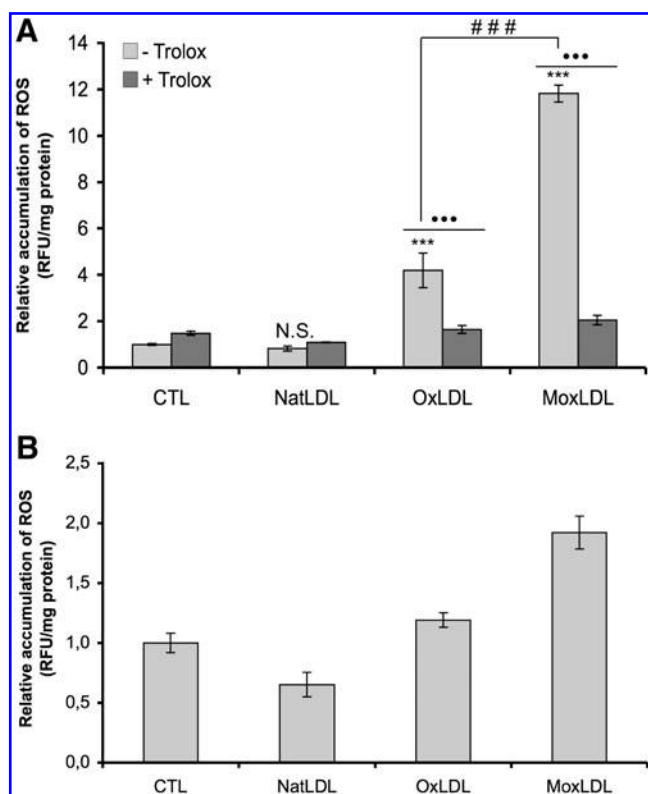 A
Relative accumulation of ROS
(RFU/mg protein)
14
12
10
8
6
4
2
0
- Trolox
+ Trolox
# # #
•••
***
•••
***
N.S.
CTL NatLDL OxLDL MoxLDL
B
Relative accumulation of ROS
(RFU/mg protein)
2,5
2,0
1,5
1,0
0,5
0,0
CTL NatLDL OxLDL MoxLDL